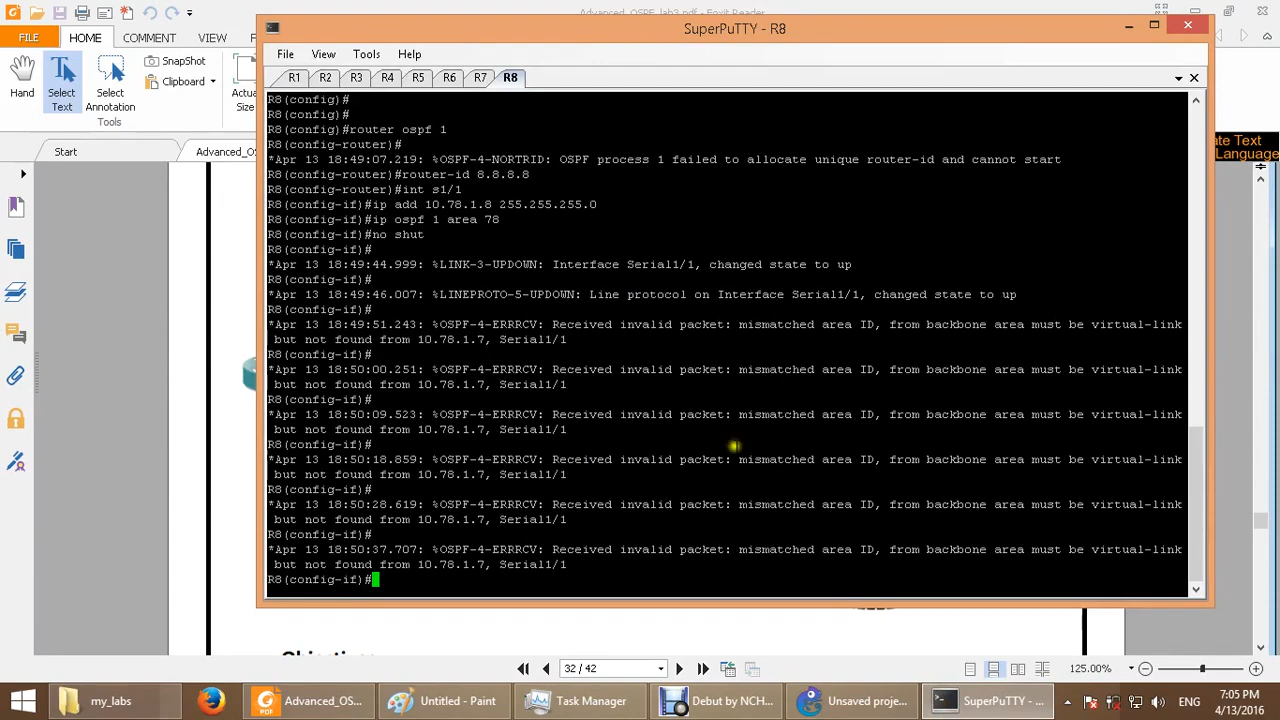 Advanced_OSPF_lab3.pdf - Foxit Reader
SuperPuTTY - R8
FILE
HOME
COMMENT
VIEW
File View Tools Help
Hand
Select
Text
Select
Annotation
SnapShot
Clipboard
Actua
Size
Tools
R1 R2 R3 R4 R5 R6 R7 R8
Start
Advanced_OS
ate Text
Language)
R8(config)#
R8(config)#
R8(config)#router ospf 1
R8(config-router)#
*Apr 13 18:49:07.219: %OSPF-4-NORTRID: OSPF process 1 failed to allocate unique router-id and cannot start
R8(config-router)#router-id 8.8.8.8
R8(config-router)#int s1/1
R8(config-if)#ip add 10.78.1.8 255.255.255.0
R8(config-if)#ip ospf 1 area 78
R8(config-if)#no shut
R8(config-if)#
*Apr 13 18:49:44.999: %LINK-3-UPDOWN: Interface Serial1/1, changed state to up
R8(config-if)#
*Apr 13 18:49:46.007: %LINEPROTO-5-UPDOWN: Line protocol on Interface Serial1/1, changed state to up
R8(config-if)#
*Apr 13 18:49:51.243: %OSPF-4-ERRRCV: Received invalid packet: mismatched area ID, from backbone area must be virtual-link
but not found from 10.78.1.7, Serial1/1
R8(config-if)#
*Apr 13 18:50:00.251: %OSPF-4-ERRRCV: Received invalid packet: mismatched area ID, from backbone area must be virtual-link
but not found from 10.78.1.7, Serial1/1
R8(config-if)#
*Apr 13 18:50:09.523: %OSPF-4-ERRRCV: Received invalid packet: mismatched area ID, from backbone area must be virtual-link
but not found from 10.78.1.7, Serial1/1
R8(config-if)#
*Apr 13 18:50:18.859: %OSPF-4-ERRRCV: Received invalid packet: mismatched area ID, from backbone area must be virtual-link
but not found from 10.78.1.7, Serial1/1
R8(config-if)#
*Apr 13 18:50:28.619: %OSPF-4-ERRRCV: Received invalid packet: mismatched area ID, from backbone area must be virtual-link
but not found from 10.78.1.7, Serial1/1
R8(config-if)#
*Apr 13 18:50:37.707: %OSPF-4-ERRRCV: Received invalid packet: mismatched area ID, from backbone area must be virtual-link
but not found from 10.78.1.7, Serial1/1
R8(config-if)#
32 / 42
125.00%
my_labs
Advanced_OS...
Untitled - Paint
Task Manager
Debut by NCH...
Unsaved proje...
SuperPuTTY - ...
ENG
7:05 PM
4/13/2016